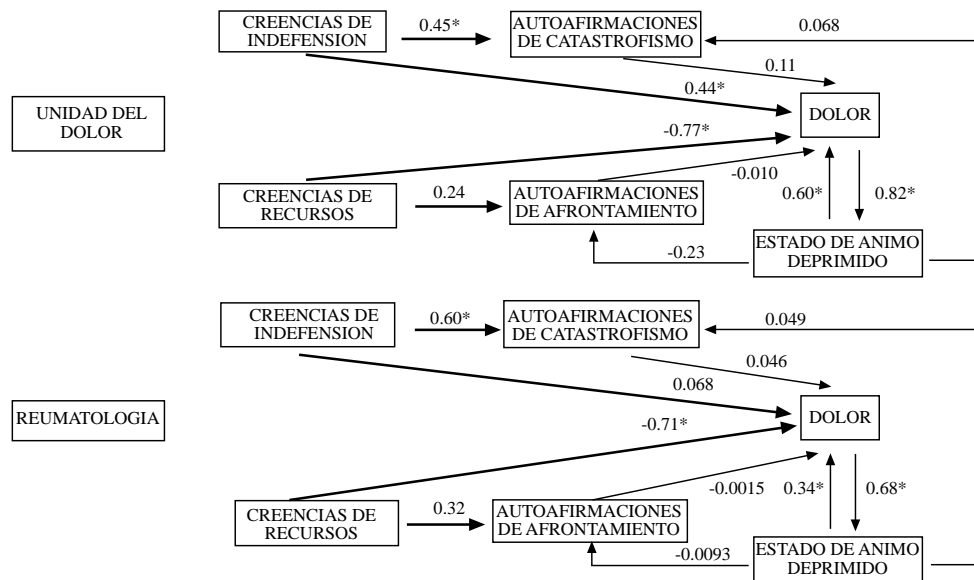 CREENCIAS DE
INDEFENSION
0.45*
AUTOAFIRMACIONES
DE CATASTROFISMO
0.068
0.11
0.44*
UNIDAD DEL
DOLOR
DOLOR
-0.77*
-0.010
CREENCIAS DE
RECURSOS
0.24
AUTOAFIRMACIONES
DE AFRONTAMIENTO
0.60*
0.82*
-0.23
ESTADO DE ANIMO
DEPRIMIDO
CREENCIAS DE
INDEFENSION
0.60*
AUTOAFIRMACIONES
DE CATASTROFISMO
0.049
0.046
0.068
REUMATOLOGIA
DOLOR
-0.71*
-0.0015
0.34*
0.68*
CREENCIAS DE
RECURSOS
0.32
AUTOAFIRMACIONES
DE AFRONTAMIENTO
-0.0093
ESTADO DE ANIMO
DEPRIMIDO